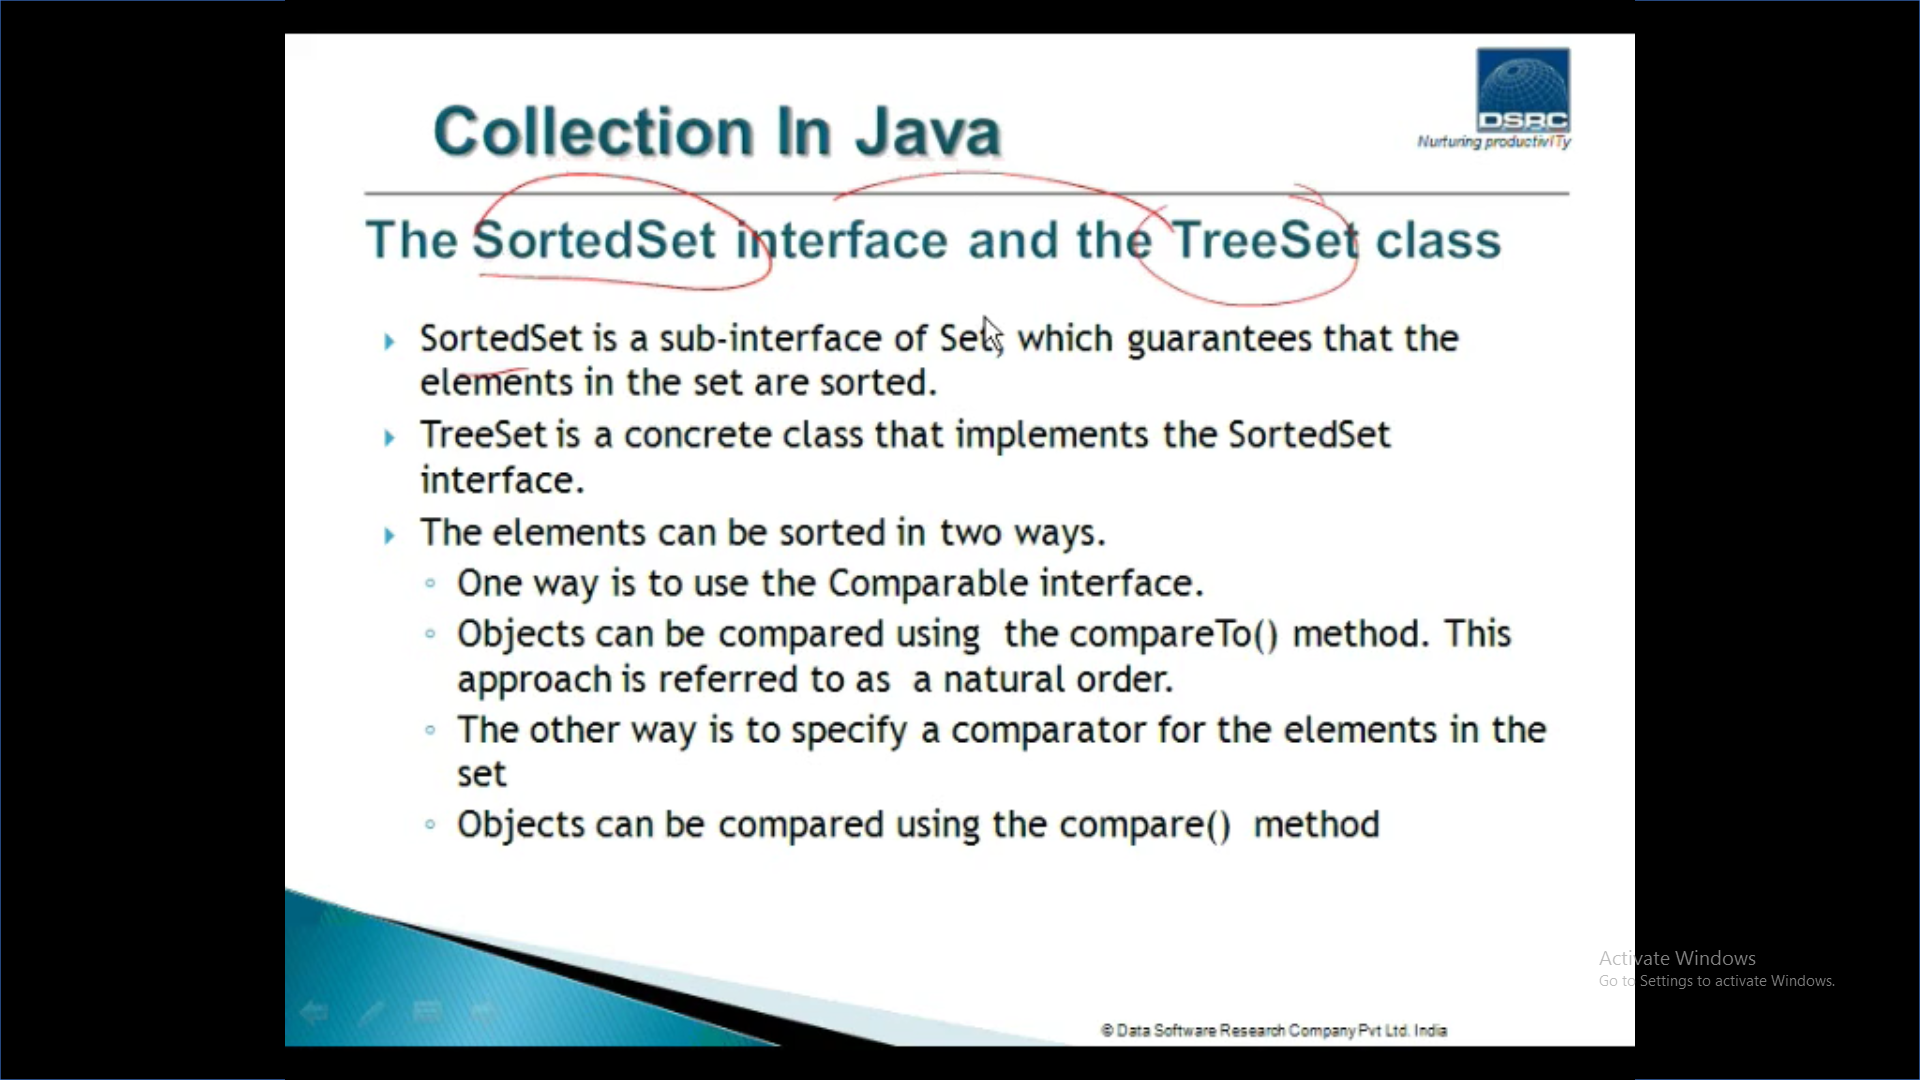 DSRC
Nurturing productivITy
Collection In Java
The SortedSet interface and the TreeSet class
SortedSet is a sub-interface of Set, which guarantees that the
elements in the set are sorted.
TreeSet is a concrete class that implements the SortedSet
interface.
The elements can be sorted in two ways.
One way is to use the Comparable interface.
Objects can be compared using the compareTo() method. This
approach is referred to as a natural order.
The other way is to specify a comparator for the elements in the
set
Objects can be compared using the compare() method
Activate Windows
Go to Settings to activate Windows.
© Data Software Research Company Pvt Ltd. India